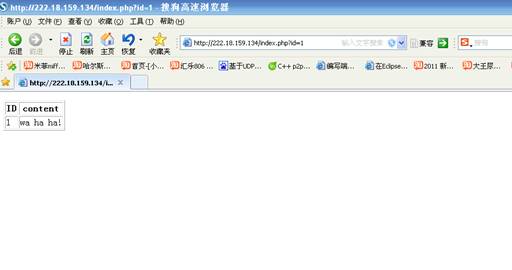 http://222.18.159.134/index.php?id=1 - 搜狗高速浏览器
账户(U) 文件(F) 查看(V) 收藏(A) 工具(T) 帮助(H)
后退 前进 停止 刷新 主页 恢复 收藏夹 http://222.18.159.134/index.php?id=1 输入文字搜索 兼容 搜狗
米菲miff... 哈尔斯... 首页-{小... 汇乐806 ... 基于UDP... C++ p2p... 编写端... 在Eclipse... 2011 ... 大王尿...
http://222.18.159.134/i...
ID content
1 wa ha ha!